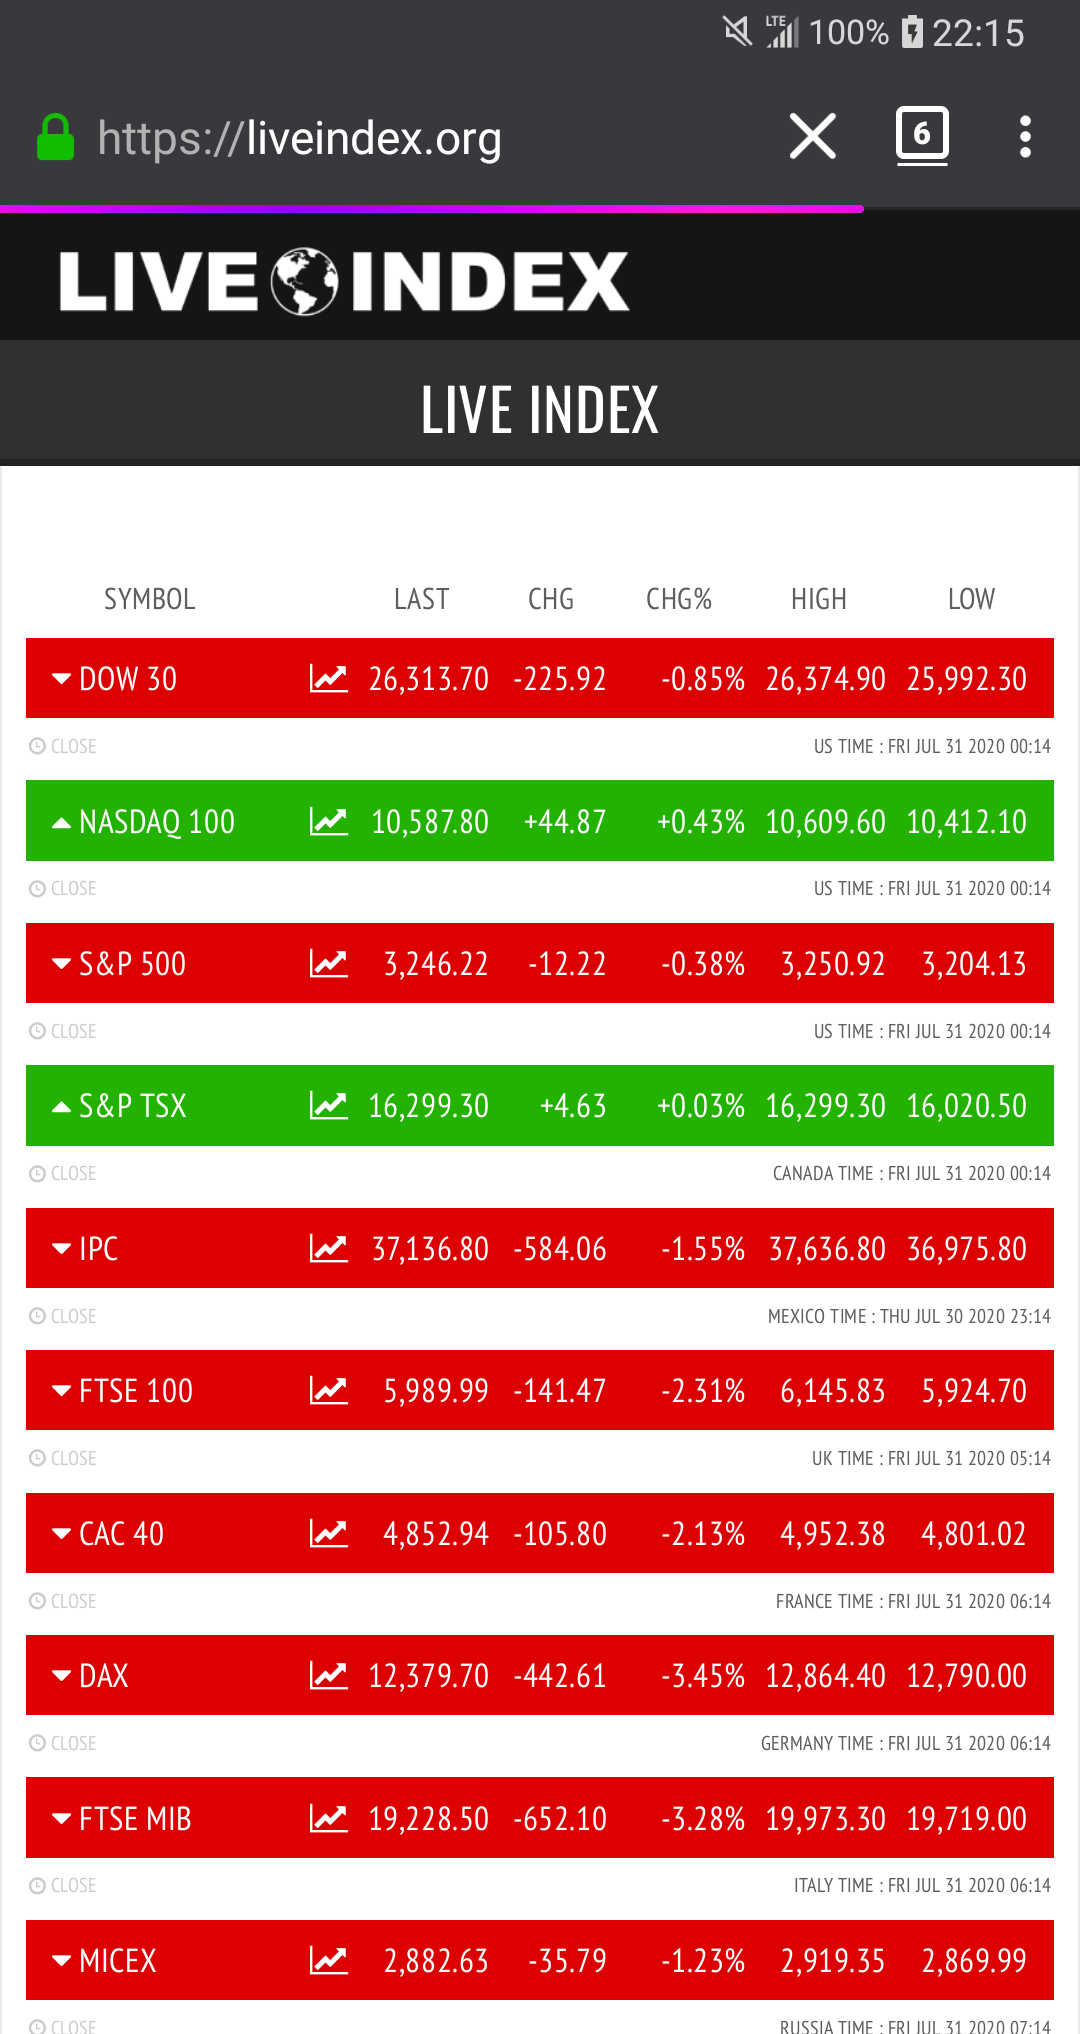 LTE 100% 22:15
https://liveindex.org 6
LIVE INDEX
LIVE INDEX
SYMBOL LAST CHG CHG% HIGH LOW
DOW 30 26,313.70 -225.92 -0.85% 26,374.90 25,992.30
CLOSE US TIME : FRI JUL 31 2020 00:14
NASDAQ 100 10,587.80 +44.87 +0.43% 10,609.60 10,412.10
CLOSE US TIME : FRI JUL 31 2020 00:14
S&P 500 3,246.22 -12.22 -0.38% 3,250.92 3,204.13
CLOSE US TIME : FRI JUL 31 2020 00:14
S&P TSX 16,299.30 +4.63 +0.03% 16,299.30 16,020.50
CLOSE CANADA TIME : FRI JUL 31 2020 00:14
IPC 37,136.80 -584.06 -1.55% 37,636.80 36,975.80
CLOSE MEXICO TIME : THU JUL 30 2020 23:14
FTSE 100 5,989.99 -141.47 -2.31% 6,145.83 5,924.70
CLOSE UK TIME : FRI JUL 31 2020 05:14
CAC 40 4,852.94 -105.80 -2.13% 4,952.38 4,801.02
CLOSE FRANCE TIME : FRI JUL 31 2020 06:14
DAX 12,379.70 -442.61 -3.45% 12,864.40 12,790.00
CLOSE GERMANY TIME : FRI JUL 31 2020 06:14
FTSE MIB 19,228.50 -652.10 -3.28% 19,973.30 19,719.00
CLOSE ITALY TIME : FRI JUL 31 2020 06:14
MICEX 2,882.63 -35.79 -1.23% 2,919.35 2,869.99
CLOSE RUSSIA TIME : FRI JUL 31 2020 07:14